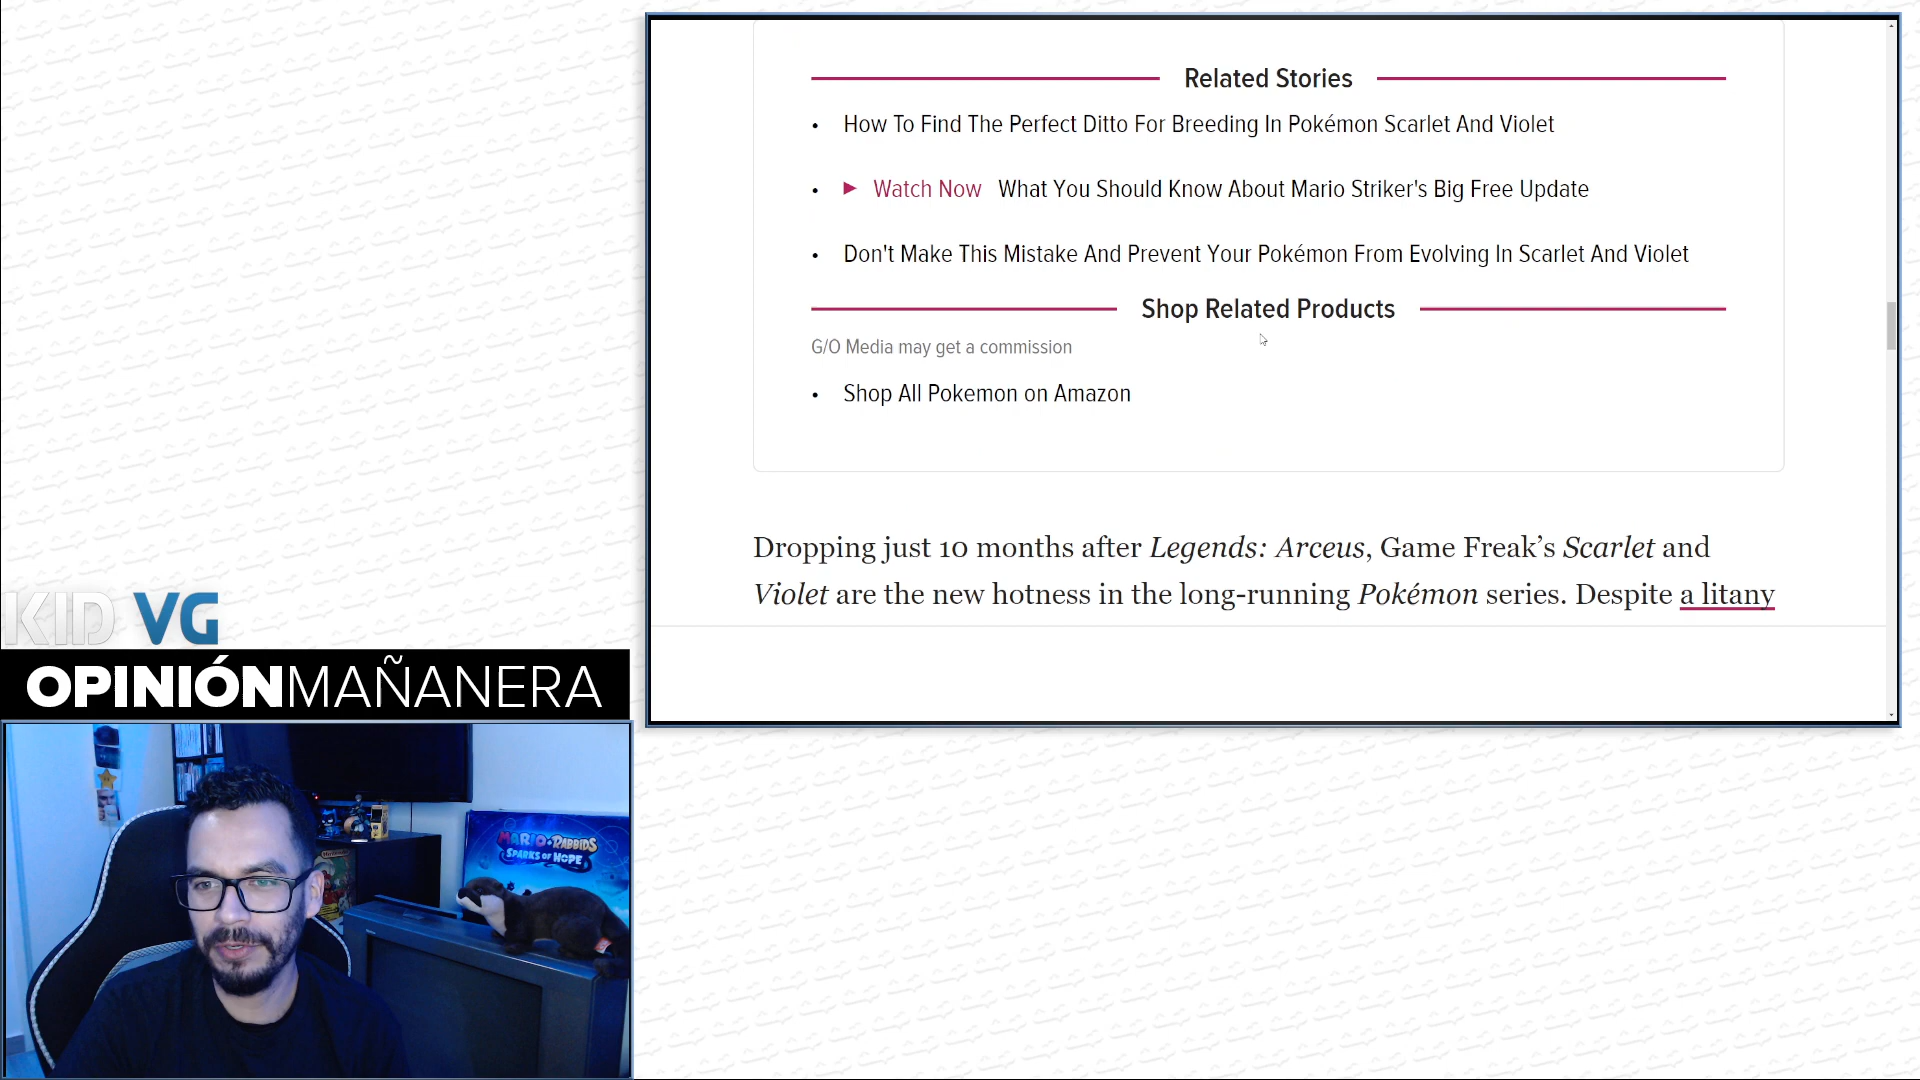 Related Stories
• How To Find The Perfect Ditto For Breeding In Pokémon Scarlet And Violet
• ▶ Watch Now What You Should Know About Mario Striker's Big Free Update
• Don't Make This Mistake And Prevent Your Pokémon From Evolving In Scarlet And Violet
Shop Related Products
G/O Media may get a commission
• Shop All Pokemon on Amazon
Dropping just 10 months after Legends: Arceus, Game Freak’s Scarlet and
Violet are the new hotness in the long-running Pokémon series. Despite a litany
KID VG
OPINIÓN MAÑANERA
MARIO + RABBIDS
SPARKS OF HOPE